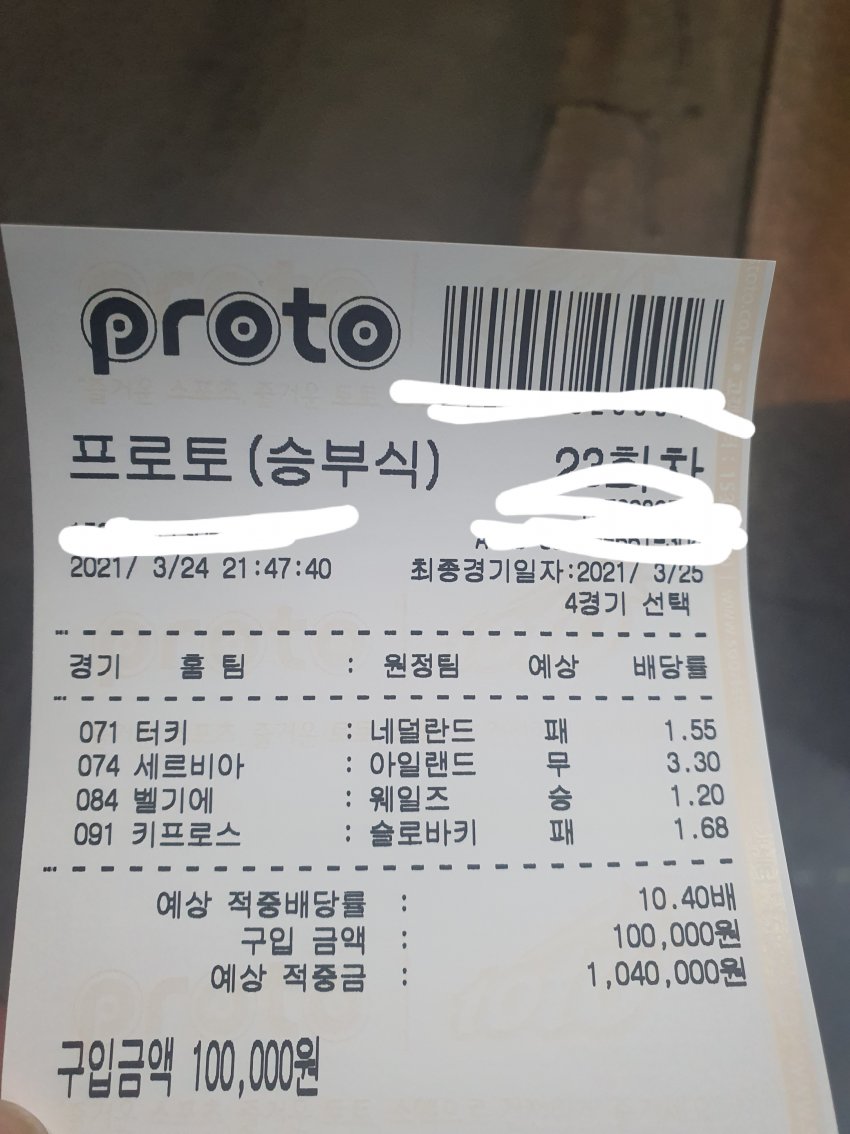 proto
프로토(승부식) 23회차
2021/ 3/24 21:47:40 최종경기일자:2021/ 3/25
4경기 선택
경기 홈 팀 : 원정팀 예상 배당률
071 터키 : 네덜란드 패 1.55
074 세르비아 : 아일랜드 무 3.30
084 벨기에 : 웨일즈 승 1.20
091 키프로스 : 슬로바키 패 1.68
예상 적중배당률 : 10.40배
구입 금액 : 100,000원
예상 적중금 : 1,040,000원
구입금액 100,000원